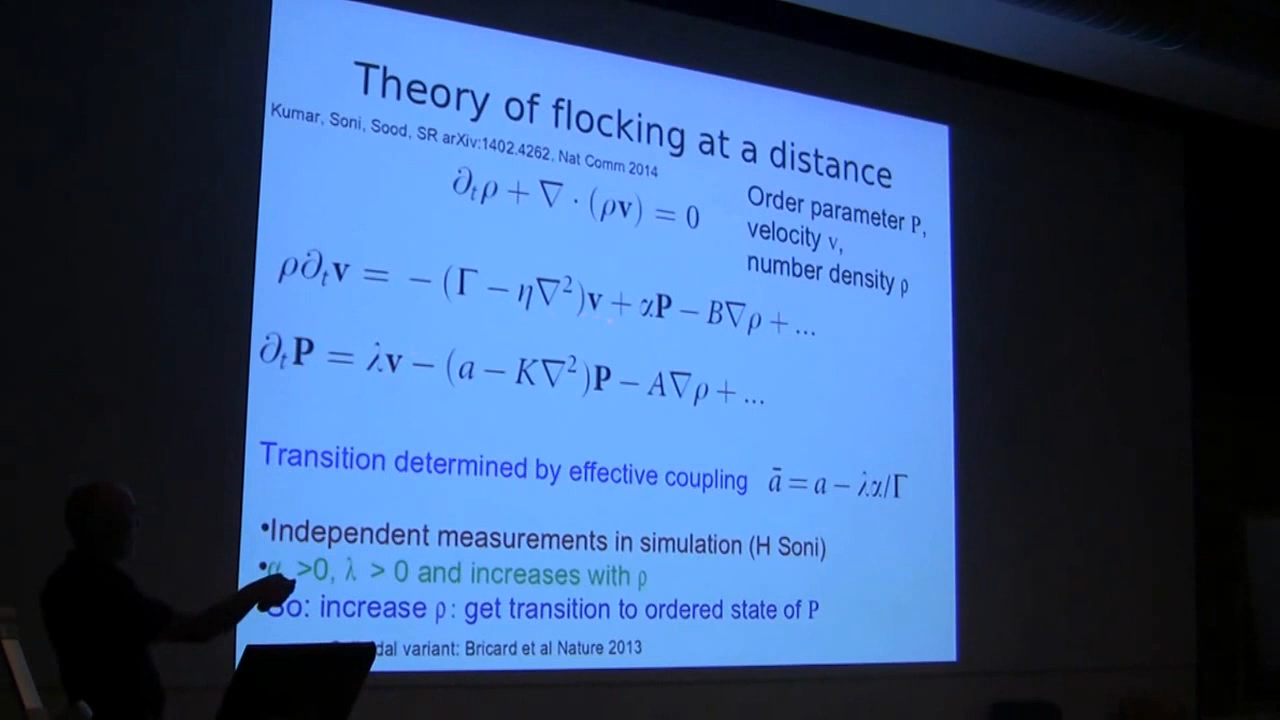 Theory of flocking at a distance
Kumar, Soni, Sood, SR arXiv:1402.4262, Nat Comm 2014
∂ₜρ + ∇ · (ρv) = 0
Order parameter P,
velocity v,
number density ρ
ρ∂ₜv = −(Γ − η∇²)v + αP − B∇ρ + ...
∂ₜP = λv − (a − K∇²)P − A∇ρ + ...
Transition determined by effective coupling ā = a − λα/Γ
•Independent measurements in simulation (H Soni)
•α >0, λ > 0 and increases with ρ
So: increase ρ: get transition to ordered state of P
variant: Bricard et al Nature 2013